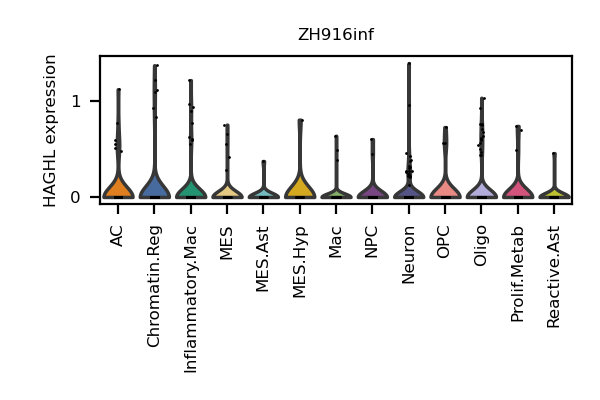 ZH916inf
HAGHL expression
1
0
AC
Chromatin.Reg
Inflammatory.Mac
MES
MES.Ast
MES.Hyp
Mac
NPC
Neuron
OPC
Oligo
Prolif.Metab
Reactive.Ast